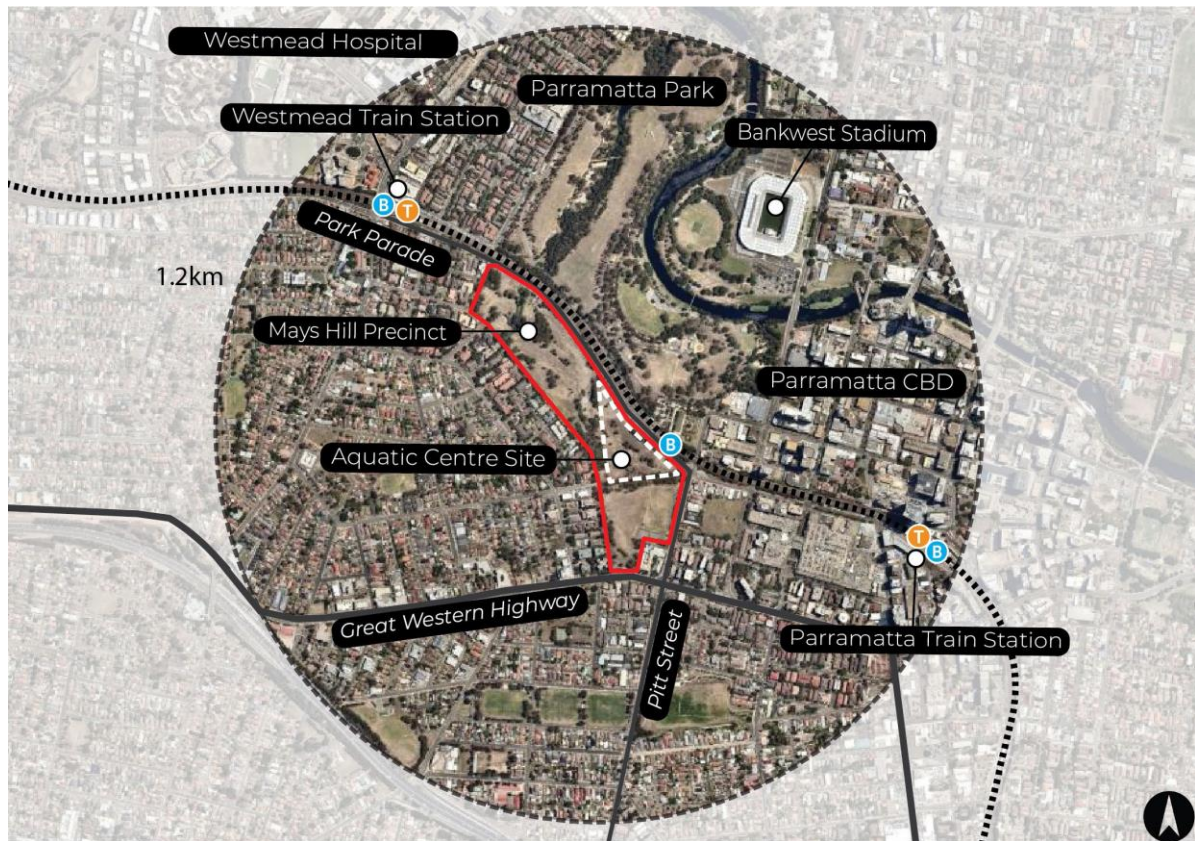 Westmead Hospital
Parramatta Park
Westmead Train Station
Bankwest Stadium
B
T
Park Parade
1.2km
Mays Hill Precinct
Parramatta CBD
B
Aquatic Centre Site
T
B
Great Western Highway
Pitt Street
Parramatta Train Station